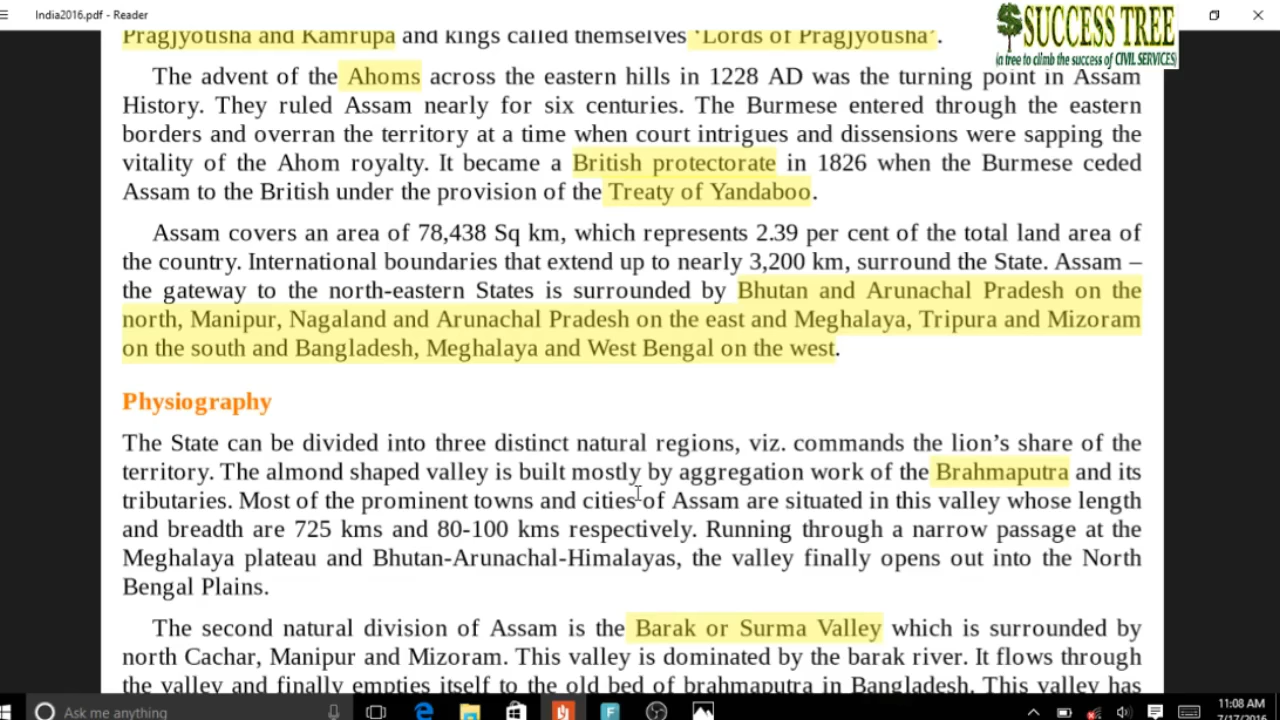 India2016.pdf - Reader
SUCCESS TREE
(a tree to climb the success of CIVIL SERVICES)
Pragjyotisha and Kamrupa and kings called themselves ‘Lords of Pragjyotisha’.
The advent of the Ahoms across the eastern hills in 1228 AD was the turning point in Assam
History. They ruled Assam nearly for six centuries. The Burmese entered through the eastern
borders and overran the territory at a time when court intrigues and dissensions were sapping the
vitality of the Ahom royalty. It became a British protectorate in 1826 when the Burmese ceded
Assam to the British under the provision of the Treaty of Yandaboo.
Assam covers an area of 78,438 Sq km, which represents 2.39 per cent of the total land area of
the country. International boundaries that extend up to nearly 3,200 km, surround the State. Assam –
the gateway to the north-eastern States is surrounded by Bhutan and Arunachal Pradesh on the
north, Manipur, Nagaland and Arunachal Pradesh on the east and Meghalaya, Tripura and Mizoram
on the south and Bangladesh, Meghalaya and West Bengal on the west.
Physiography
The State can be divided into three distinct natural regions, viz. commands the lion’s share of the
territory. The almond shaped valley is built mostly by aggregation work of the Brahmaputra and its
tributaries. Most of the prominent towns and cities of Assam are situated in this valley whose length
and breadth are 725 kms and 80-100 kms respectively. Running through a narrow passage at the
Meghalaya plateau and Bhutan-Arunachal-Himalayas, the valley finally opens out into the North
Bengal Plains.
The second natural division of Assam is the Barak or Surma Valley which is surrounded by
north Cachar, Manipur and Mizoram. This valley is dominated by the barak river. It flows through
the valley and finally empties itself to the old bed of brahmaputra in Bangladesh. This valley has
Ask me anything
11:08 AM